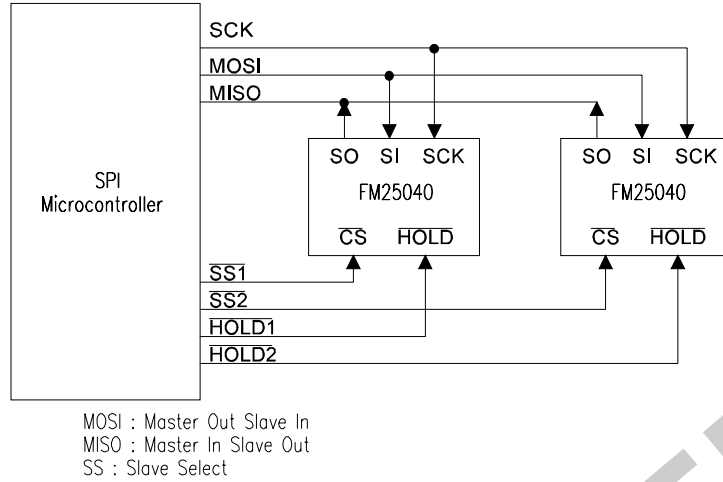 SCK
MOSI
MISO
SO SI SCK
FM25040
CS HOLD
SO SI SCK
FM25040
CS HOLD
SPI
Microcontroller
SS1
SS2
HOLD1
HOLD2
MOSI : Master Out Slave In
MISO : Master In Slave Out
SS : Slave Select